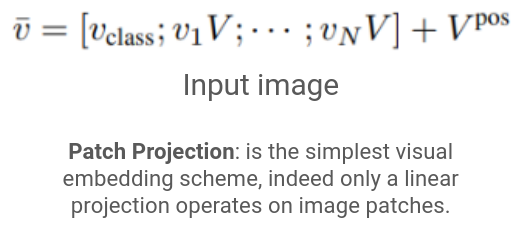 v̄ = [v_class; v_1V; ⋯ ; v_NV] + V^pos
Input image
Patch Projection: is the simplest visual
embedding scheme, indeed only a linear
projection operates on image patches.